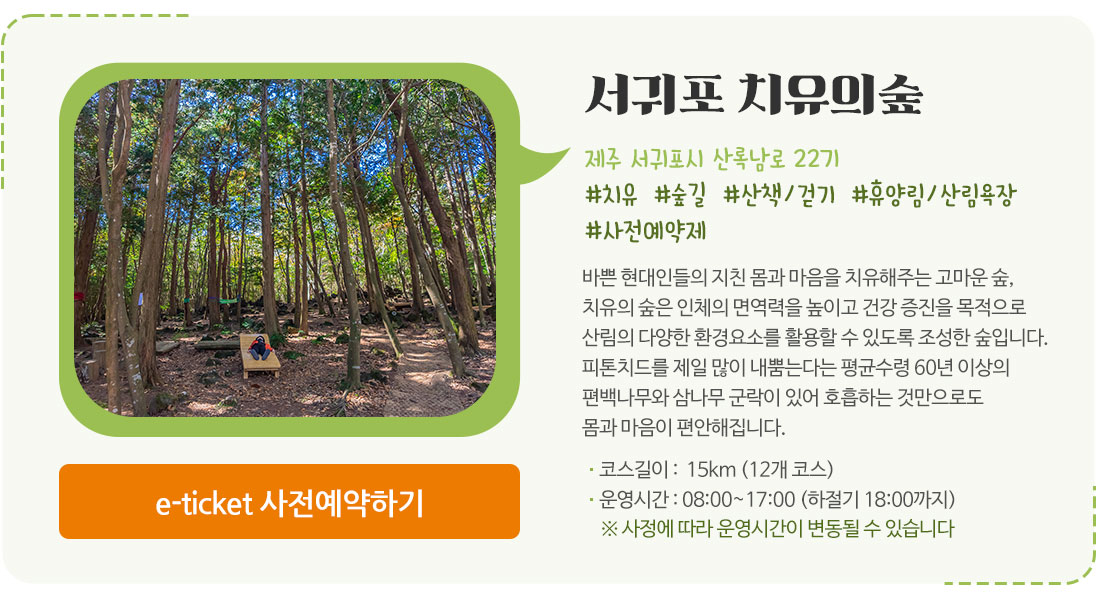 서귀포 치유의숲
제주 서귀포시 산록남로 22기
#치유 #숲길 #산책/걷기 #휴양림/산림욕장
#사전예약제
바쁜 현대인들의 지친 몸과 마음을 치유해주는 고마운 숲,
치유의 숲은 인체의 면역력을 높이고 건강 증진을 목적으로
산림의 다양한 환경요소를 활용할 수 있도록 조성한 숲입니다.
피톤치드를 제일 많이 내뿜는다는 평균수령 60년 이상의
편백나무와 삼나무 군락이 있어 호흡하는 것만으로도
몸과 마음이 편안해집니다.
· 코스길이 : 15km (12개 코스)
· 운영시간 : 08:00~17:00 (하절기 18:00까지)
※ 사정에 따라 운영시간이 변동될 수 있습니다
e-ticket 사전예약하기